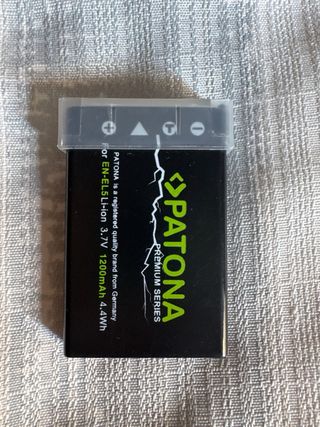 PATONA
PREMIUM SERIES
PATONA is a registered quality brand from Germany
For EN-EL5 Li-ion 3.7V 1200mAh 4.4Wh
+ T -